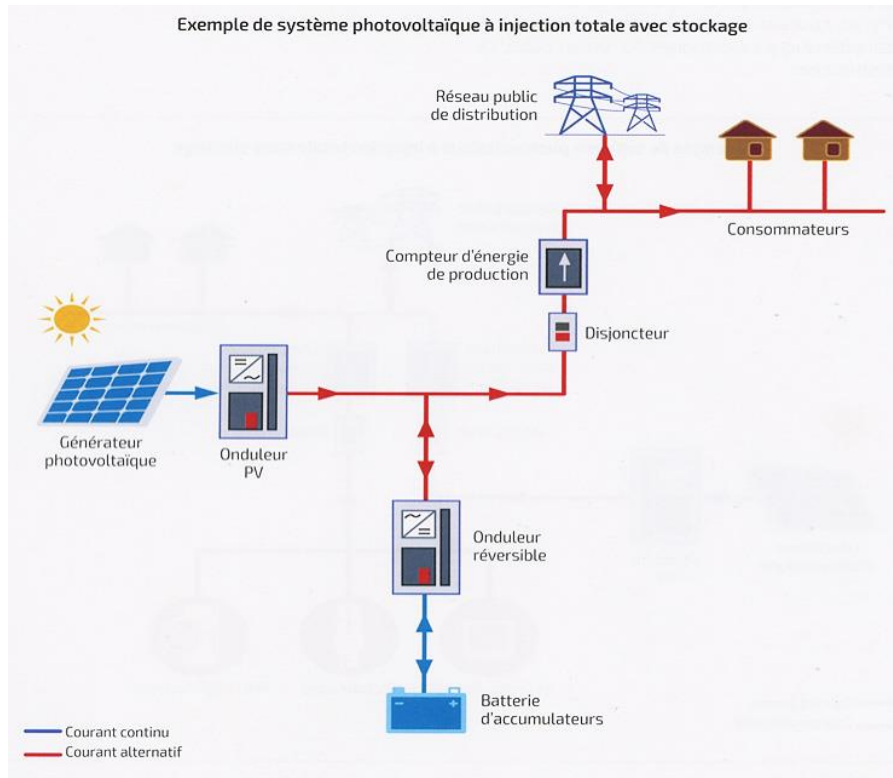 Exemple de système photovoltaïque à injection totale avec stockage
Réseau public
de distribution
Consommateurs
Compteur d'énergie
de production
Disjoncteur
Générateur
photovoltaïque
Onduleur
PV
Onduleur
réversible
Batterie
d'accumulateurs
Courant continu
Courant alternatif